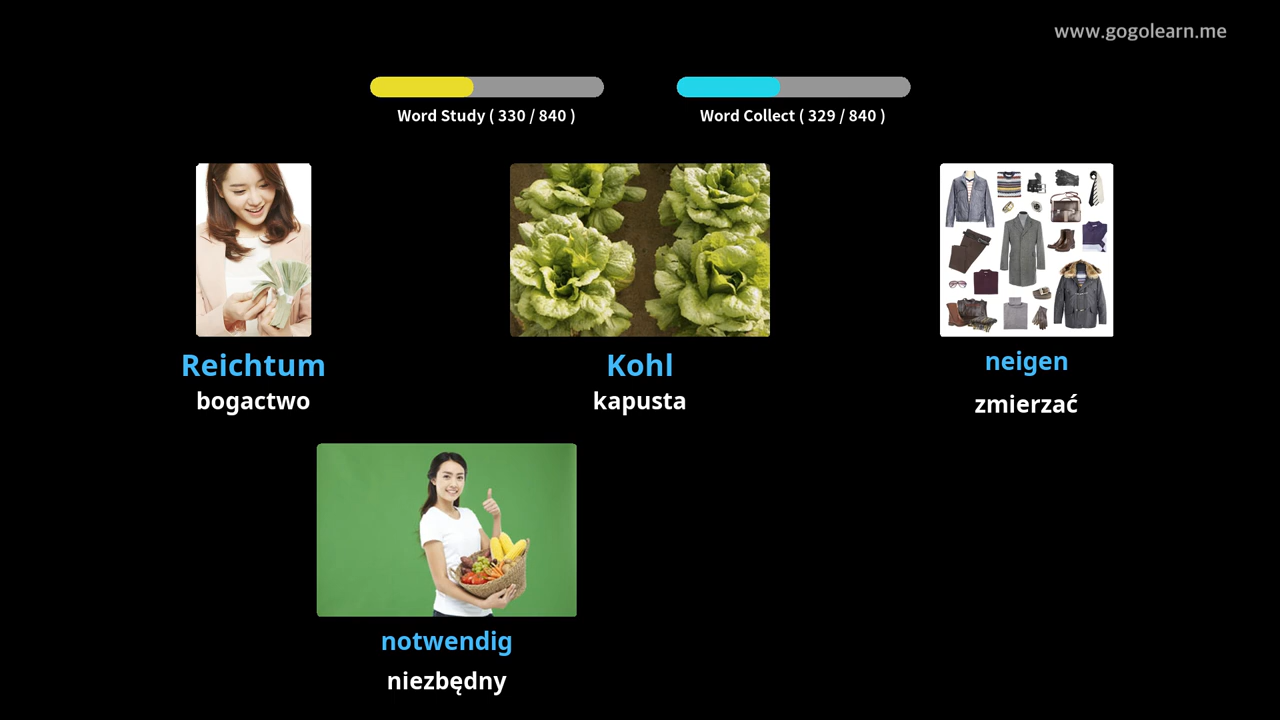 www.gogolearn.me
Word Study ( 330 / 840 )
Word Collect ( 329 / 840 )
Reichtum
bogactwo
Kohl
kapusta
neigen
zmierzać
notwendig
niezbędny